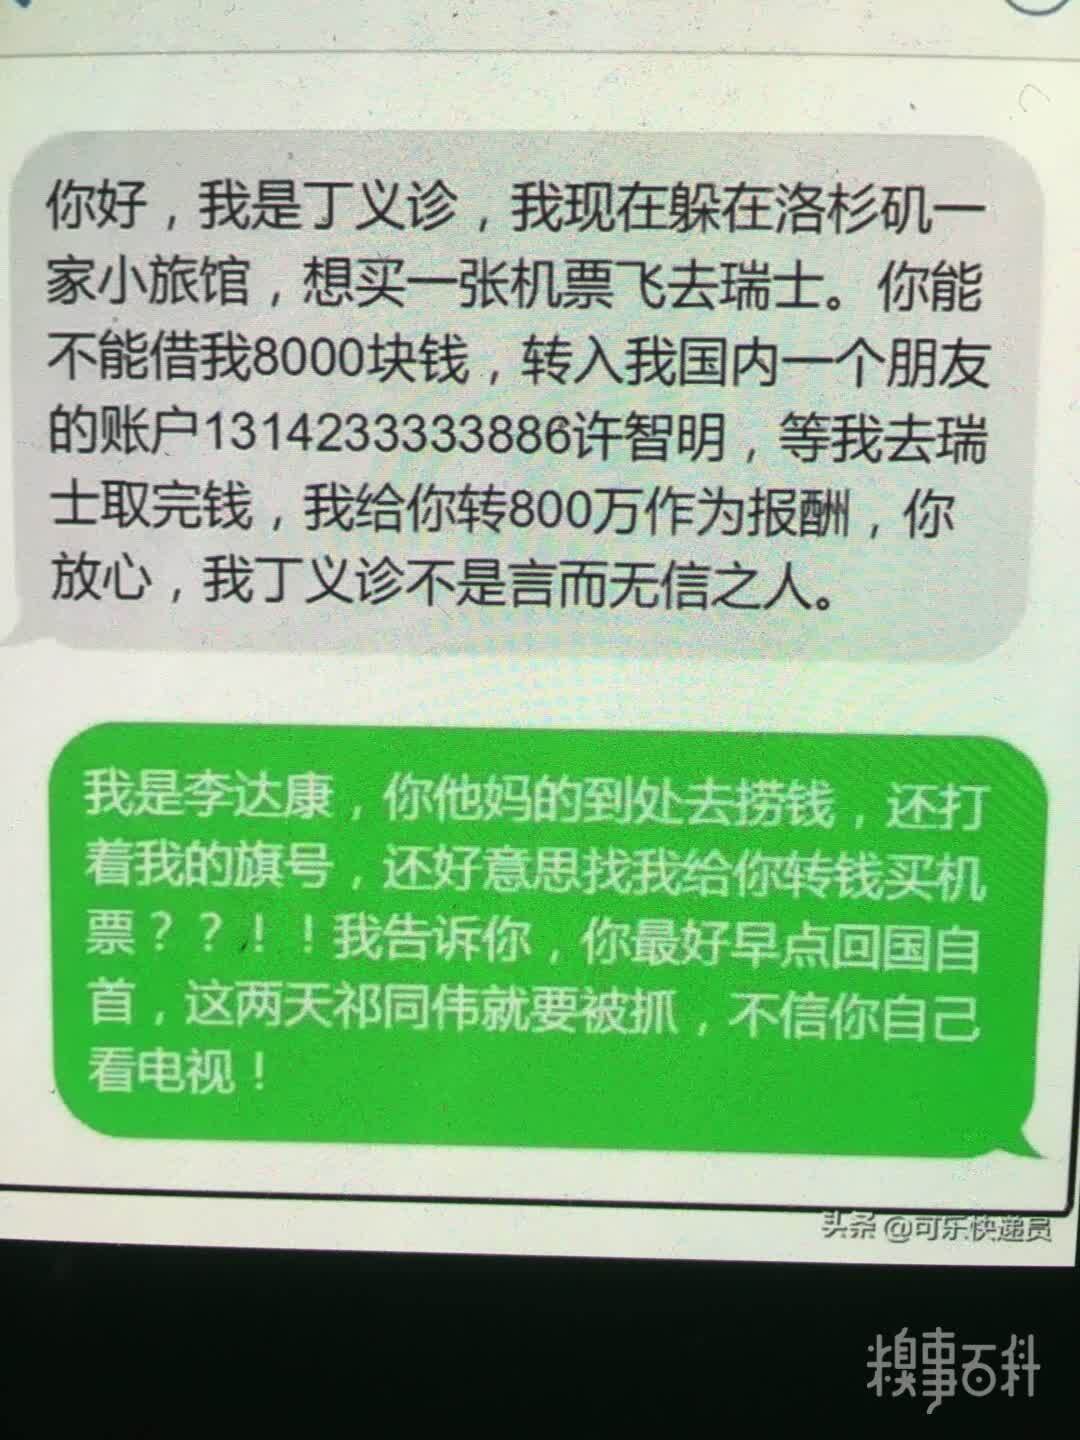 你好，我是丁义诊，我现在躲在洛杉矶一
家小旅馆，想买一张机票飞去瑞士。你能
不能借我8000块钱，转入我国内一个朋友
的账户1314233333886许智明，等我去瑞
士取完钱，我给你转800万作为报酬，你
放心，我丁义诊不是言而无信之人。
我是李达康，你他妈的到处去捞钱，还打
着我的旗号，还好意思找我给你转钱买机
票？？！！我告诉你，你最好早点回国自
首，这两天祁同伟就要被抓，不信你自己
看电视！
头条 @可乐快递员
糗事百科